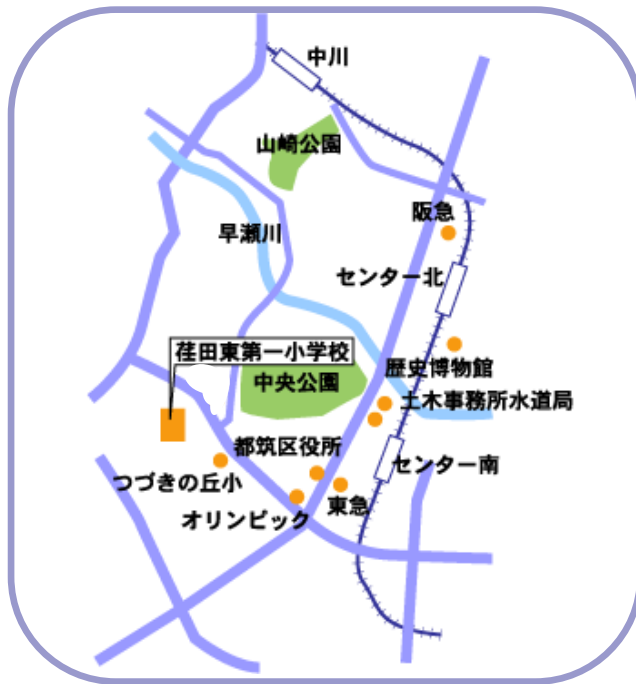 中川
山崎公園
阪急
早瀬川
センター北
荏田東第一小学校
歴史博物館
中央公園
土木事務所水道局
都筑区役所
センター南
つづきの丘小
東急
オリンピック